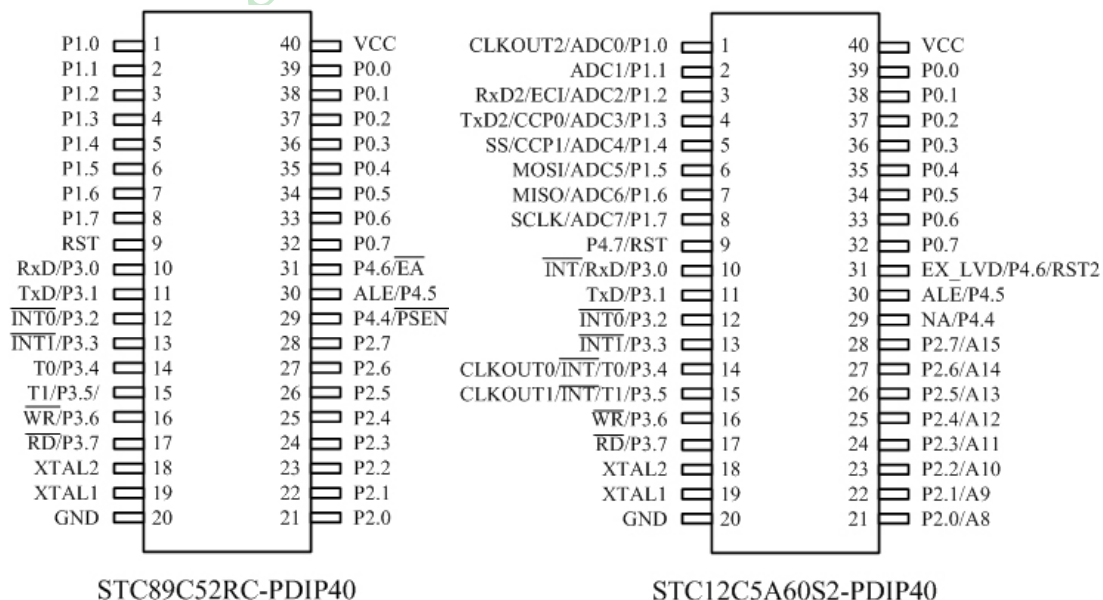 P1.0 1 40 VCC
P1.1 2 39 P0.0
P1.2 3 38 P0.1
P1.3 4 37 P0.2
P1.4 5 36 P0.3
P1.5 6 35 P0.4
P1.6 7 34 P0.5
P1.7 8 33 P0.6
RST 9 32 P0.7
RxD/P3.0 10 31 P4.6/E̅A̅
TxD/P3.1 11 30 ALE/P4.5
I̅N̅T̅0̅/P3.2 12 29 P4.4/P̅S̅E̅N̅
I̅N̅T̅1̅/P3.3 13 28 P2.7
T0/P3.4 14 27 P2.6
T1/P3.5/ 15 26 P2.5
W̅R̅/P3.6 16 25 P2.4
R̅D̅/P3.7 17 24 P2.3
XTAL2 18 23 P2.2
XTAL1 19 22 P2.1
GND 20 21 P2.0
STC89C52RC-PDIP40
CLKOUT2/ADC0/P1.0 1 40 VCC
ADC1/P1.1 2 39 P0.0
RxD2/ECI/ADC2/P1.2 3 38 P0.1
TxD2/CCP0/ADC3/P1.3 4 37 P0.2
SS/CCP1/ADC4/P1.4 5 36 P0.3
MOSI/ADC5/P1.5 6 35 P0.4
MISO/ADC6/P1.6 7 34 P0.5
SCLK/ADC7/P1.7 8 33 P0.6
P4.7/RST 9 32 P0.7
I̅N̅T̅/RxD/P3.0 10 31 EX_LVD/P4.6/RST2
TxD/P3.1 11 30 ALE/P4.5
I̅N̅T̅0̅/P3.2 12 29 NA/P4.4
I̅N̅T̅1̅/P3.3 13 28 P2.7/A15
CLKOUT0/I̅N̅T̅/T0/P3.4 14 27 P2.6/A14
CLKOUT1/I̅N̅T̅/T1/P3.5 15 26 P2.5/A13
W̅R̅/P3.6 16 25 P2.4/A12
R̅D̅/P3.7 17 24 P2.3/A11
XTAL2 18 23 P2.2/A10
XTAL1 19 22 P2.1/A9
GND 20 21 P2.0/A8
STC12C5A60S2-PDIP40